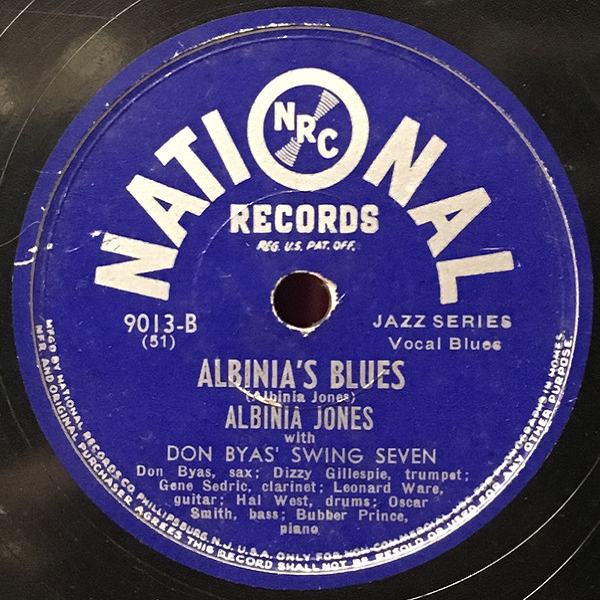 NATIONAL
NRC
RECORDS
REG. U.S. PAT. OFF.
9013-B
(51)
JAZZ SERIES
Vocal Blues
ALBINIA'S BLUES
(Albinia Jones)
ALBINIA JONES
with
DON BYAS' SWING SEVEN
Don Byas, sax; Dizzy Gillespie, trumpet;
Gene Sedric, clarinet; Leonard Ware,
guitar; Hal West, drums; Oscar
Smith, bass; Bubber Prince,
piano
MFG'D BY NATIONAL RECORDS CO. PHILLIPSBURG N.J. U.S.A. ONLY FOR NON-COMMERCIAL USE ON PHONOGRAPHS IN HOMES.
MFR. AND ORIGINAL PURCHASER AGREES THIS RECORD SHALL NOT BE RESOLD OR USED FOR ANY OTHER PURPOSE.